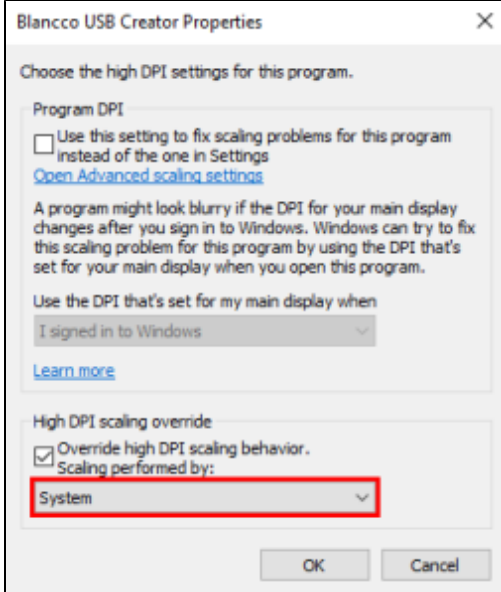 Blancco USB Creator Properties
Choose the high DPI settings for this program.
Program DPI
Use this setting to fix scaling problems for this program
instead of the one in Settings
Open Advanced scaling settings
A program might look blurry if the DPI for your main display
changes after you sign in to Windows. Windows can try to fix
this scaling problem for this program by using the DPI that's
set for your main display when you open this program.
Use the DPI that's set for my main display when
I signed in to Windows
Learn more
High DPI scaling override
Override high DPI scaling behavior.
Scaling performed by:
System
OK
Cancel